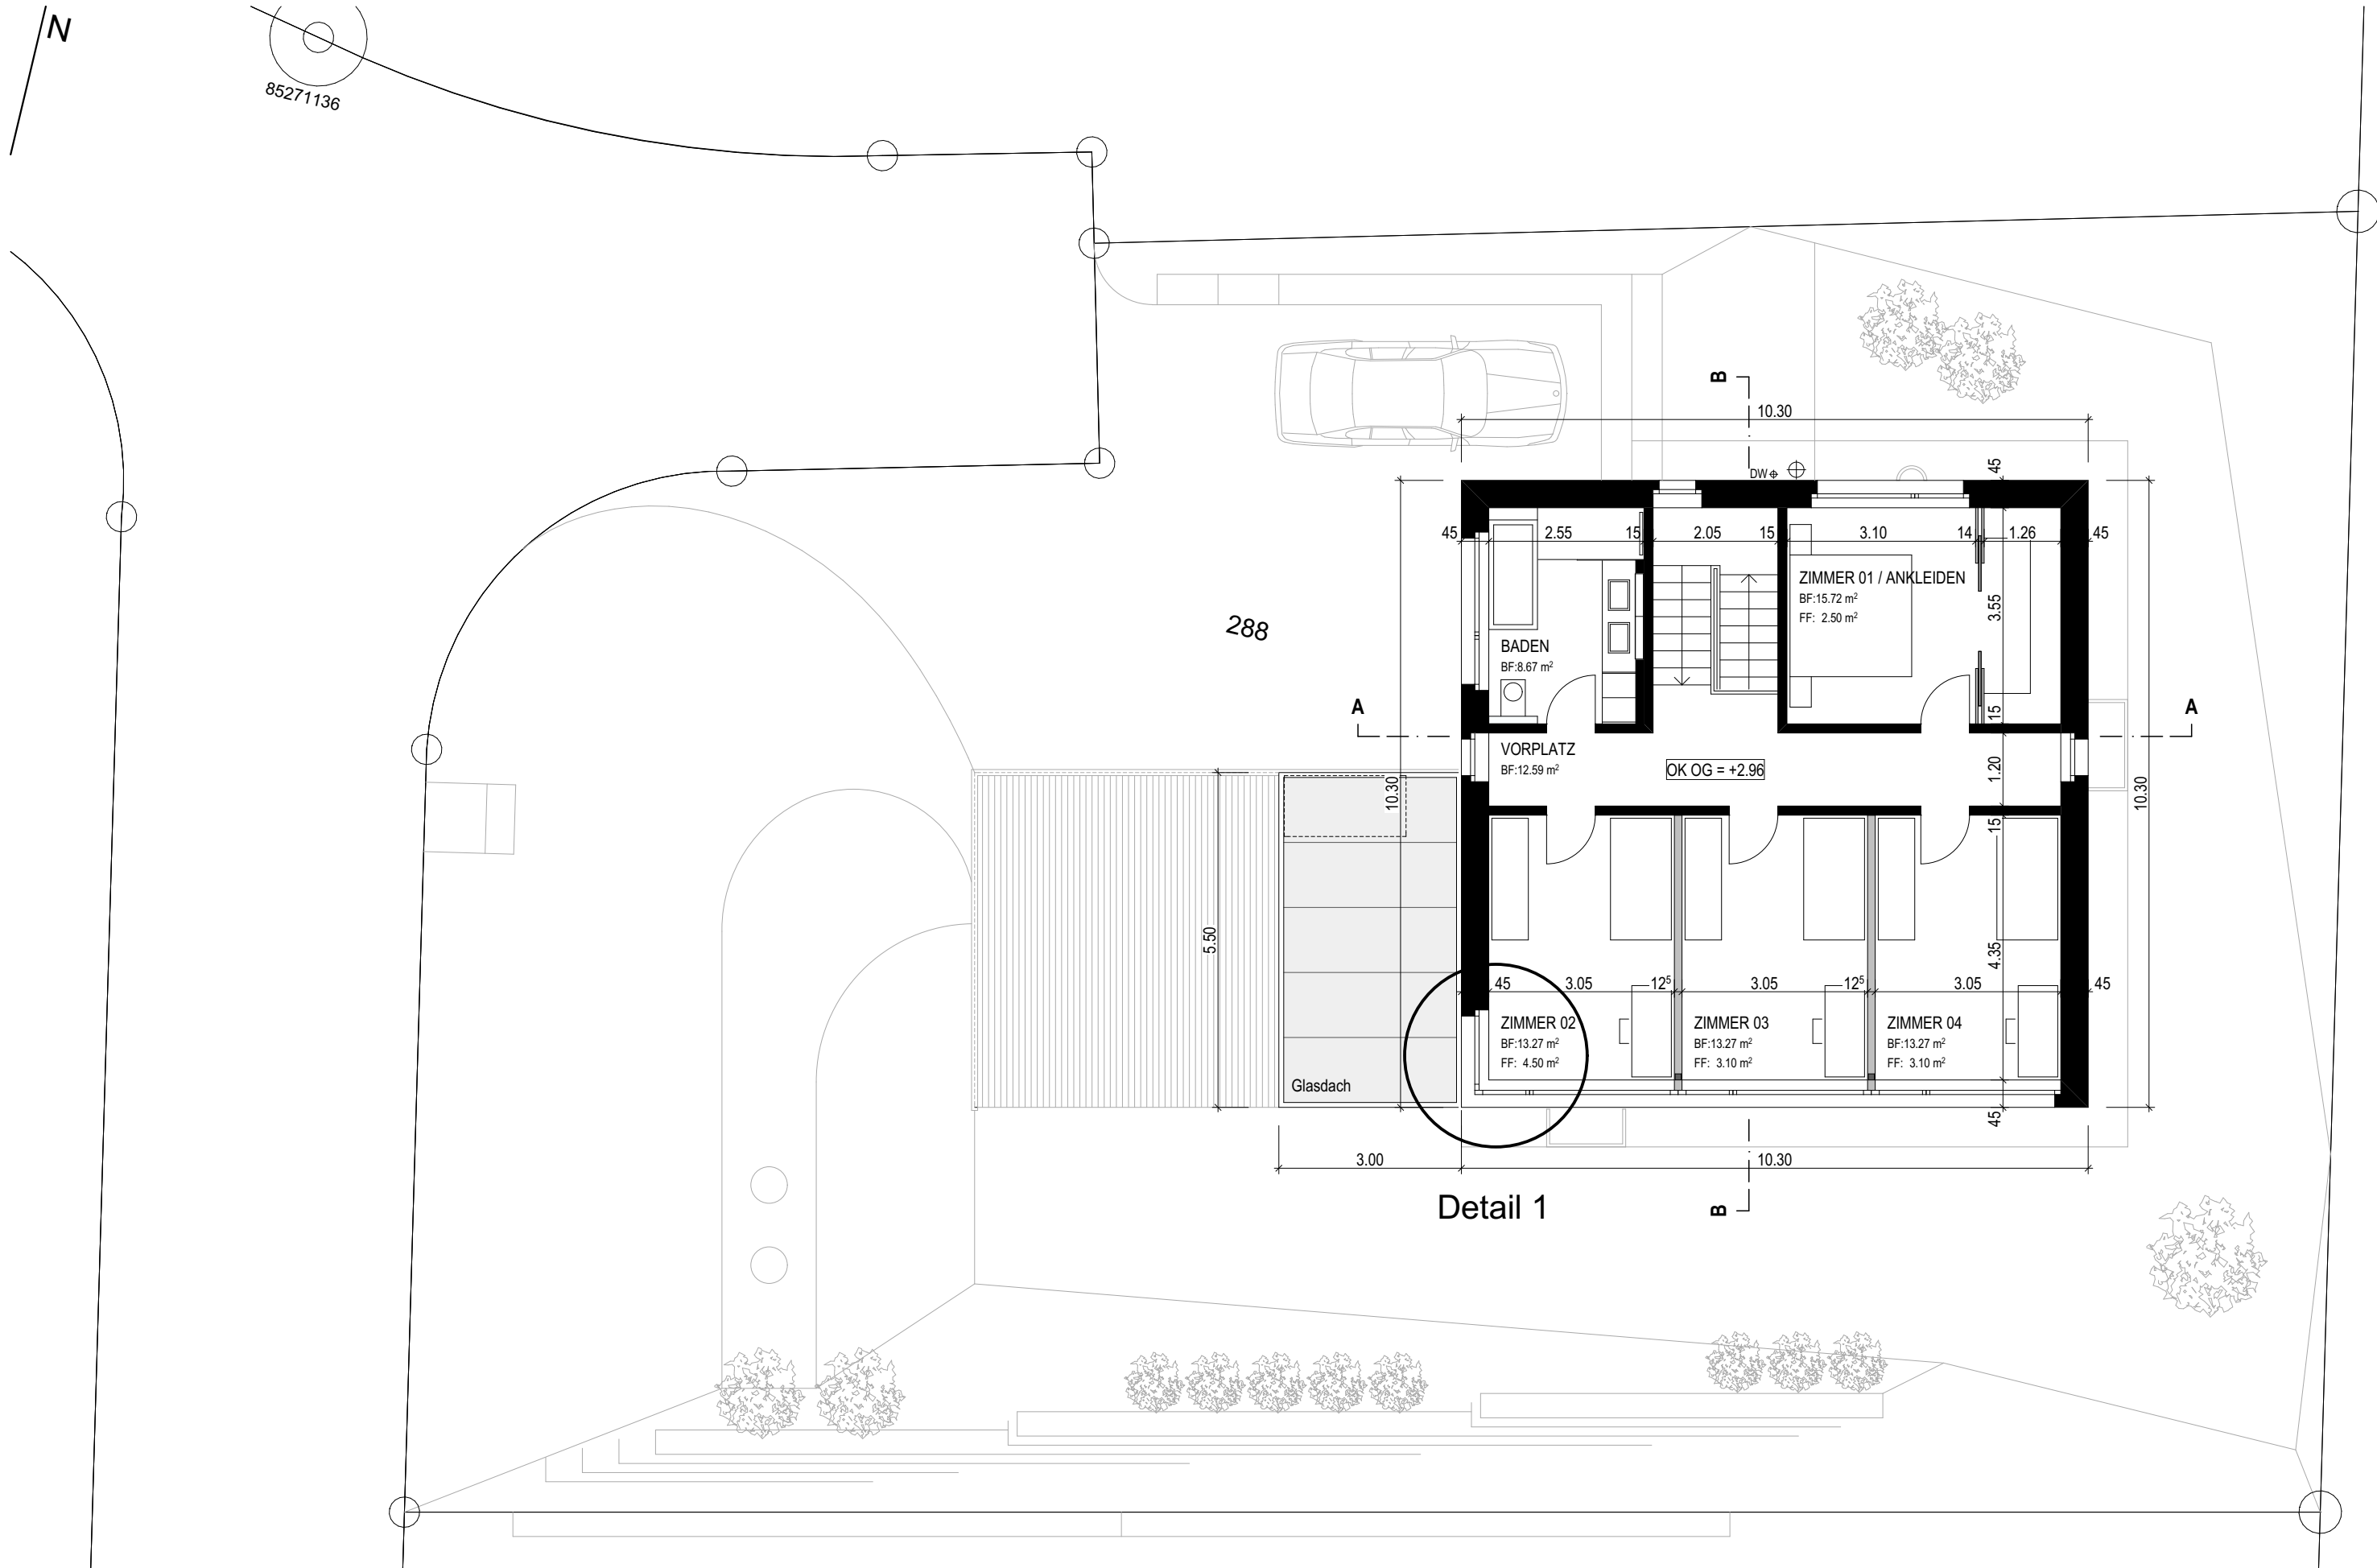 N
85271136
B
10.30
DW
45
45
2.55
15
2.05
15
3.10
14
1.26
45
ZIMMER 01 / ANKLEIDEN
BF:15.72 m²
FF: 2.50 m²
3.55
288
BADEN
BF:8.67 m²
A
A
15
VORPLATZ
BF:12.59 m²
OK OG = +2.96
1.20
10.30
10.30
15
5.50
4.35
45
3.05
12⁵
3.05
12⁵
3.05
45
ZIMMER 02
BF:13.27 m²
FF: 4.50 m²
ZIMMER 03
BF:13.27 m²
FF: 3.10 m²
ZIMMER 04
BF:13.27 m²
FF: 3.10 m²
Glasdach
45
3.00
10.30
Detail 1
B